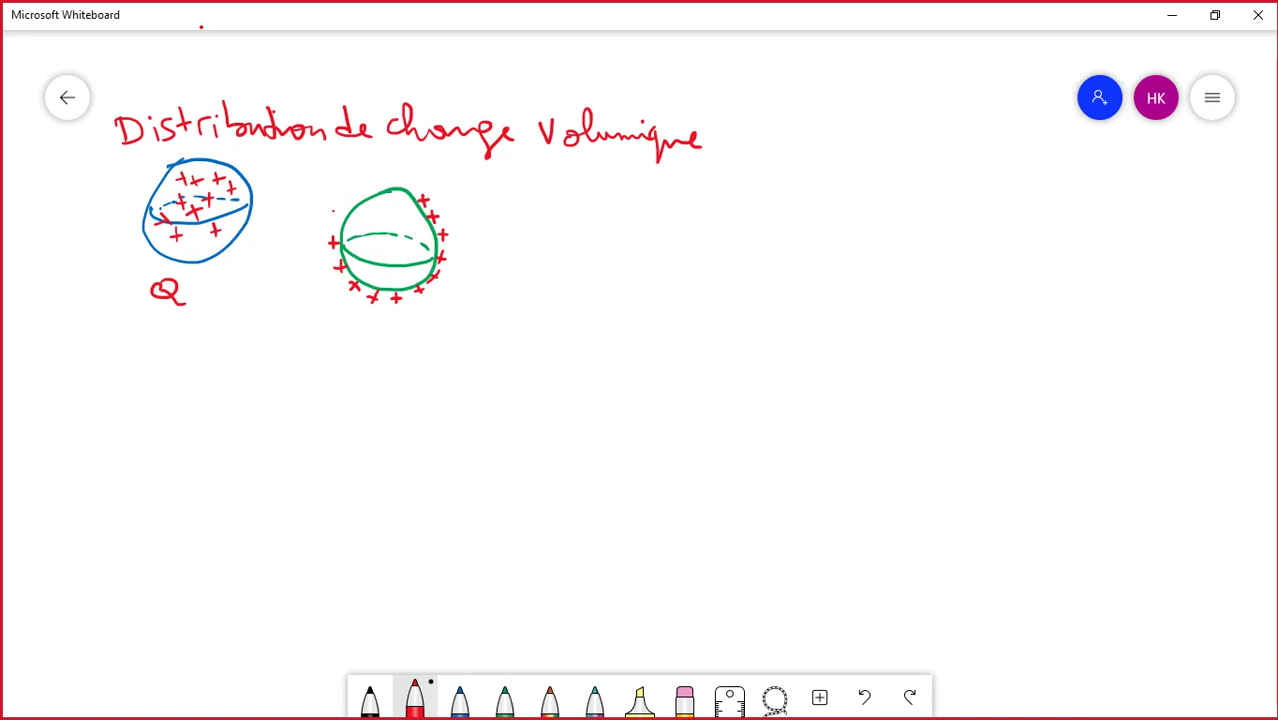 Microsoft Whiteboard
HK
Distribution de charge volumique
+ + + + + + + + + +
Q
+ + + + + + + + + + + +